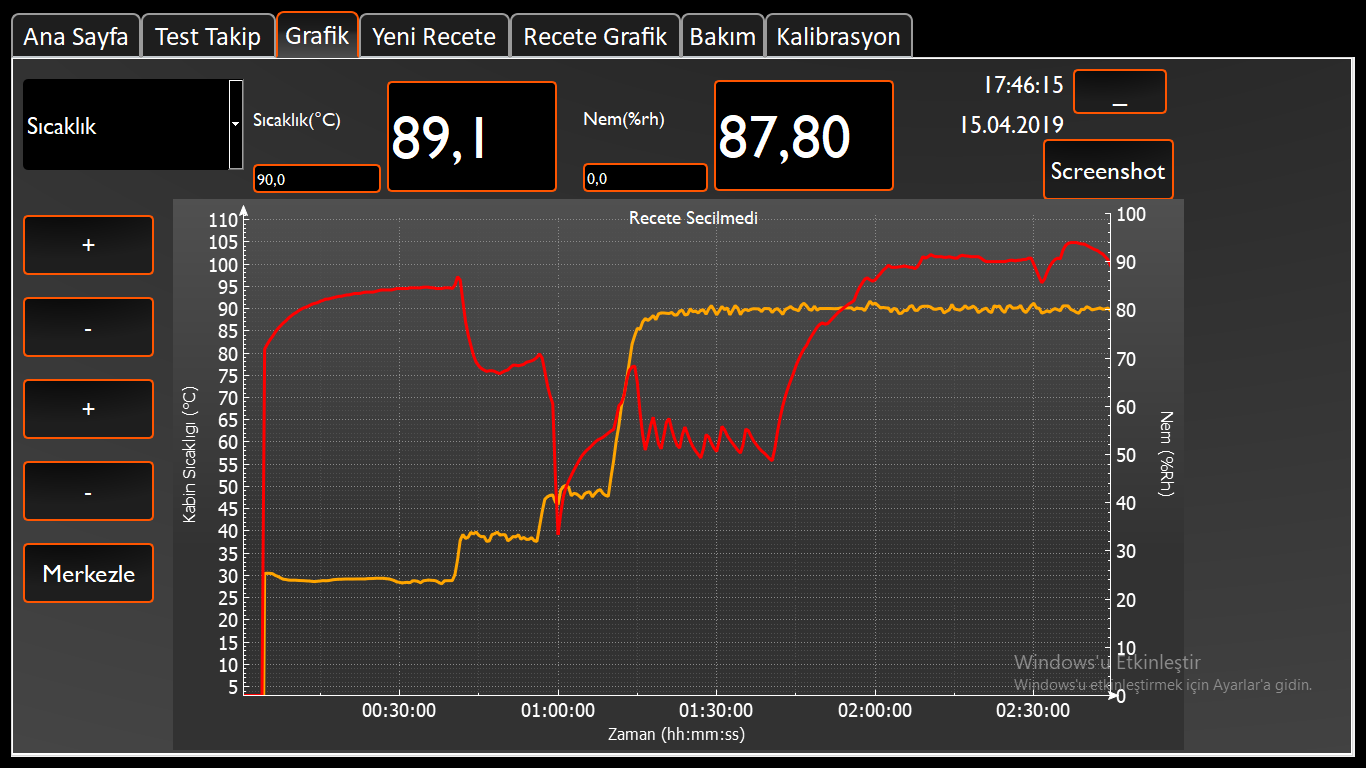 Ana Sayfa
Test Takip
Grafik
Yeni Recete
Recete Grafik
Bakım
Kalibrasyon
Sıcaklık
Sıcaklık(°C)
90,0
89,1
Nem(%rh)
0,0
87,80
17:46:15
15.04.2019
_
Screenshot
+
-
+
-
Merkezle
Recete Secilmedi
Kabin Sıcaklıgı (°C)
110
105
100
95
90
85
80
75
70
65
60
55
50
45
40
35
30
25
20
15
10
5
100
90
80
70
60
50
40
30
20
10
0
Nem (%Rh)
00:30:00
01:00:00
01:30:00
02:00:00
02:30:00
Zaman (hh:mm:ss)
Windows'u Etkinleştir
Windows'u etkinleştirmek için Ayarlar'a gidin.